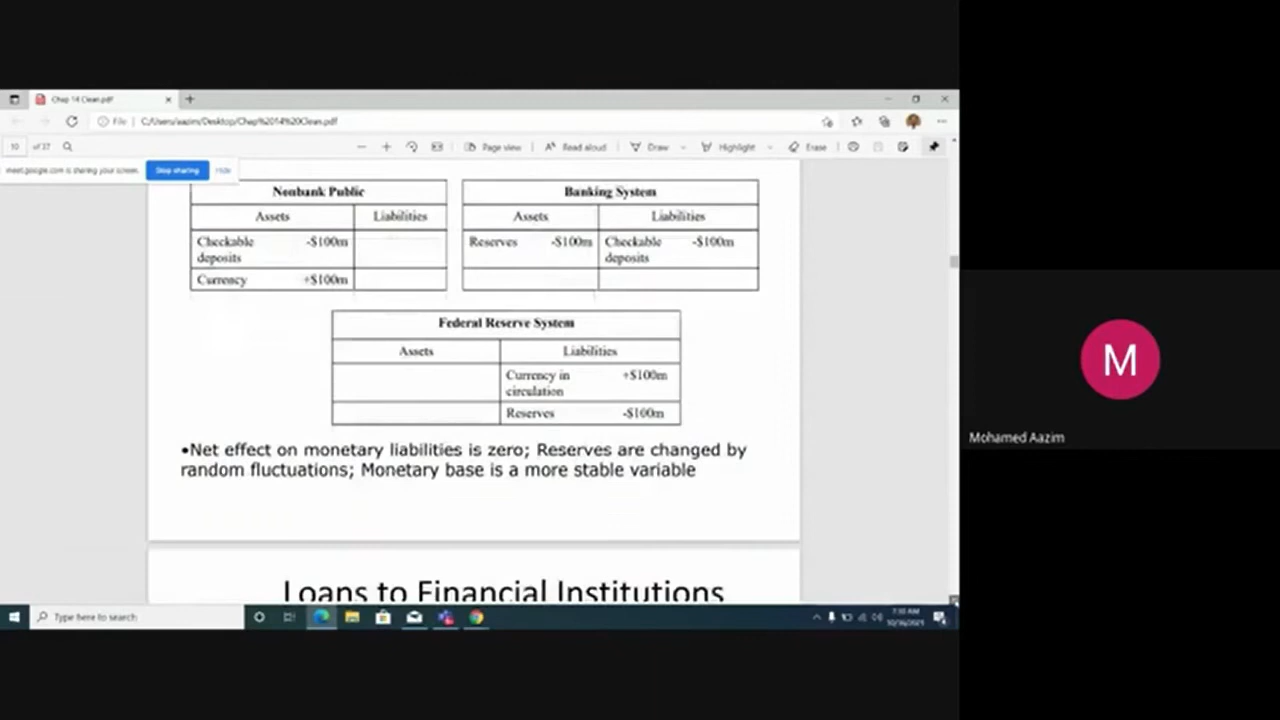 Chap 14 Clean.pdf
File | C:/Users/aazim/Desktop/Chap%2014%20Clean.pdf
10 of 37
Page view
Read aloud
Draw
Highlight
Erase
meet.google.com is sharing your screen.
Stop sharing
Hide
Nonbank Public
Assets Liabilities
Checkable -$100m
deposits
Currency +$100m
Banking System
Assets Liabilities
Reserves -$100m Checkable -$100m
deposits
Federal Reserve System
Assets Liabilities
Currency in +$100m
circulation
Reserves -$100m
•Net effect on monetary liabilities is zero; Reserves are changed by
random fluctuations; Monetary base is a more stable variable
Loans to Financial Institutions
Type here to search
M
Mohamed Aazim